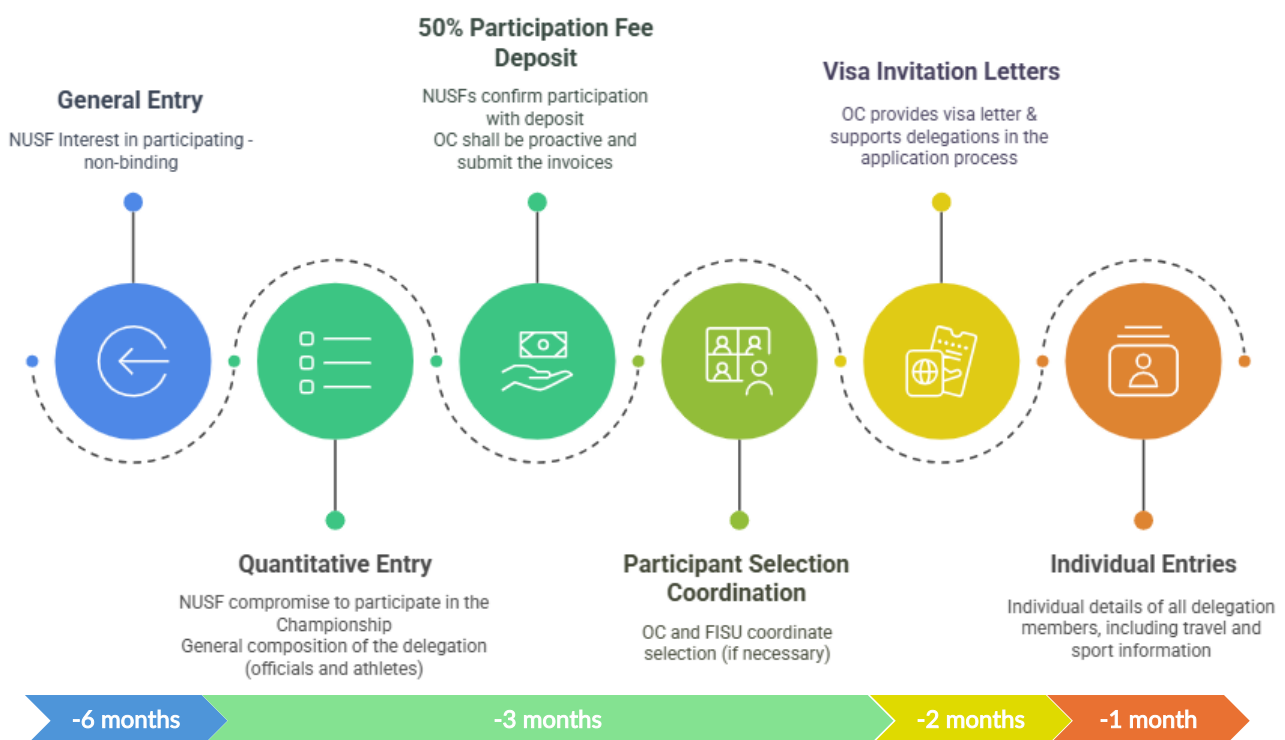 General Entry
NUSF Interest in participating -
non-binding
50% Participation Fee
Deposit
NUSFs confirm participation
with deposit
OC shall be proactive and
submit the invoices
Visa Invitation Letters
OC provides visa letter &
supports delegations in the
application process
Quantitative Entry
NUSF compromise to participate in the
Championship
General composition of the delegation
(officials and athletes)
Participant Selection
Coordination
OC and FISU coordinate
selection (if necessary)
Individual Entries
Individual details of all delegation
members, including travel and
sport information
-6 months
-3 months
-2 months
-1 month